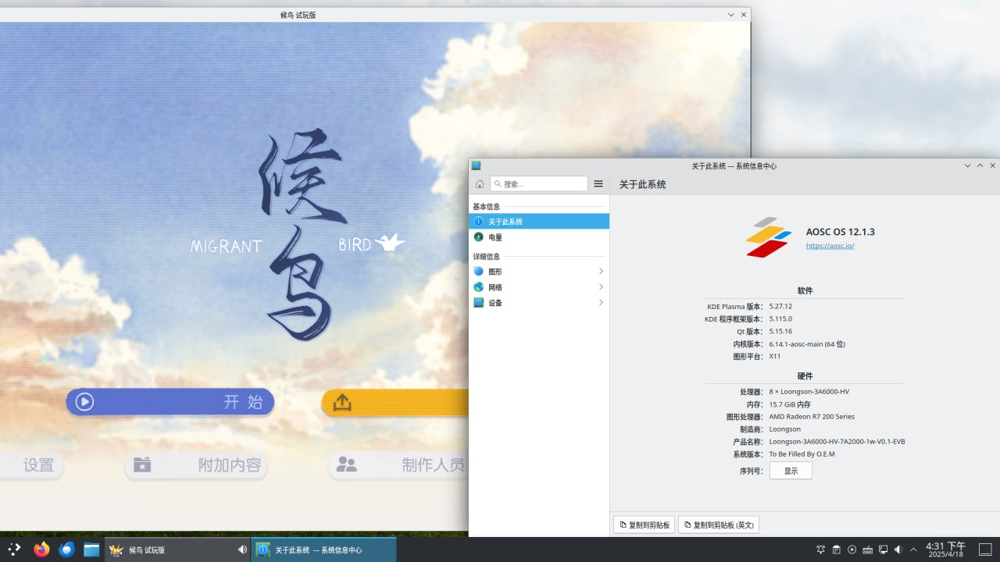 候鸟 试玩版
候鸟
MIGRANT BIRD
开 始
设置
附加内容
制作人员
关于此系统 — 系统信息中心
搜索...
关于此系统
基本信息
关于此系统
电量
详细信息
图形
网络
设备
AOSC OS 12.1.3
https://aosc.io/
软件
KDE Plasma 版本： 5.27.12
KDE 程序框架版本： 5.115.0
Qt 版本： 5.15.16
内核版本： 6.14.1-aosc-main (64 位)
图形平台： X11
硬件
处理器： 8 × Loongson-3A6000-HV
内存： 15.7 GiB 内存
图形处理器： AMD Radeon R7 200 Series
制造商： Loongson
产品名称： Loongson-3A6000-HV-7A2000-1w-V0.1-EVB
系统版本： To Be Filled By O.E.M
序列号： 显示
复制到剪贴板
复制到剪贴板 (英文)
候鸟 试玩版
关于此系统 — 系统信息中心
4:31 下午
2025/4/18